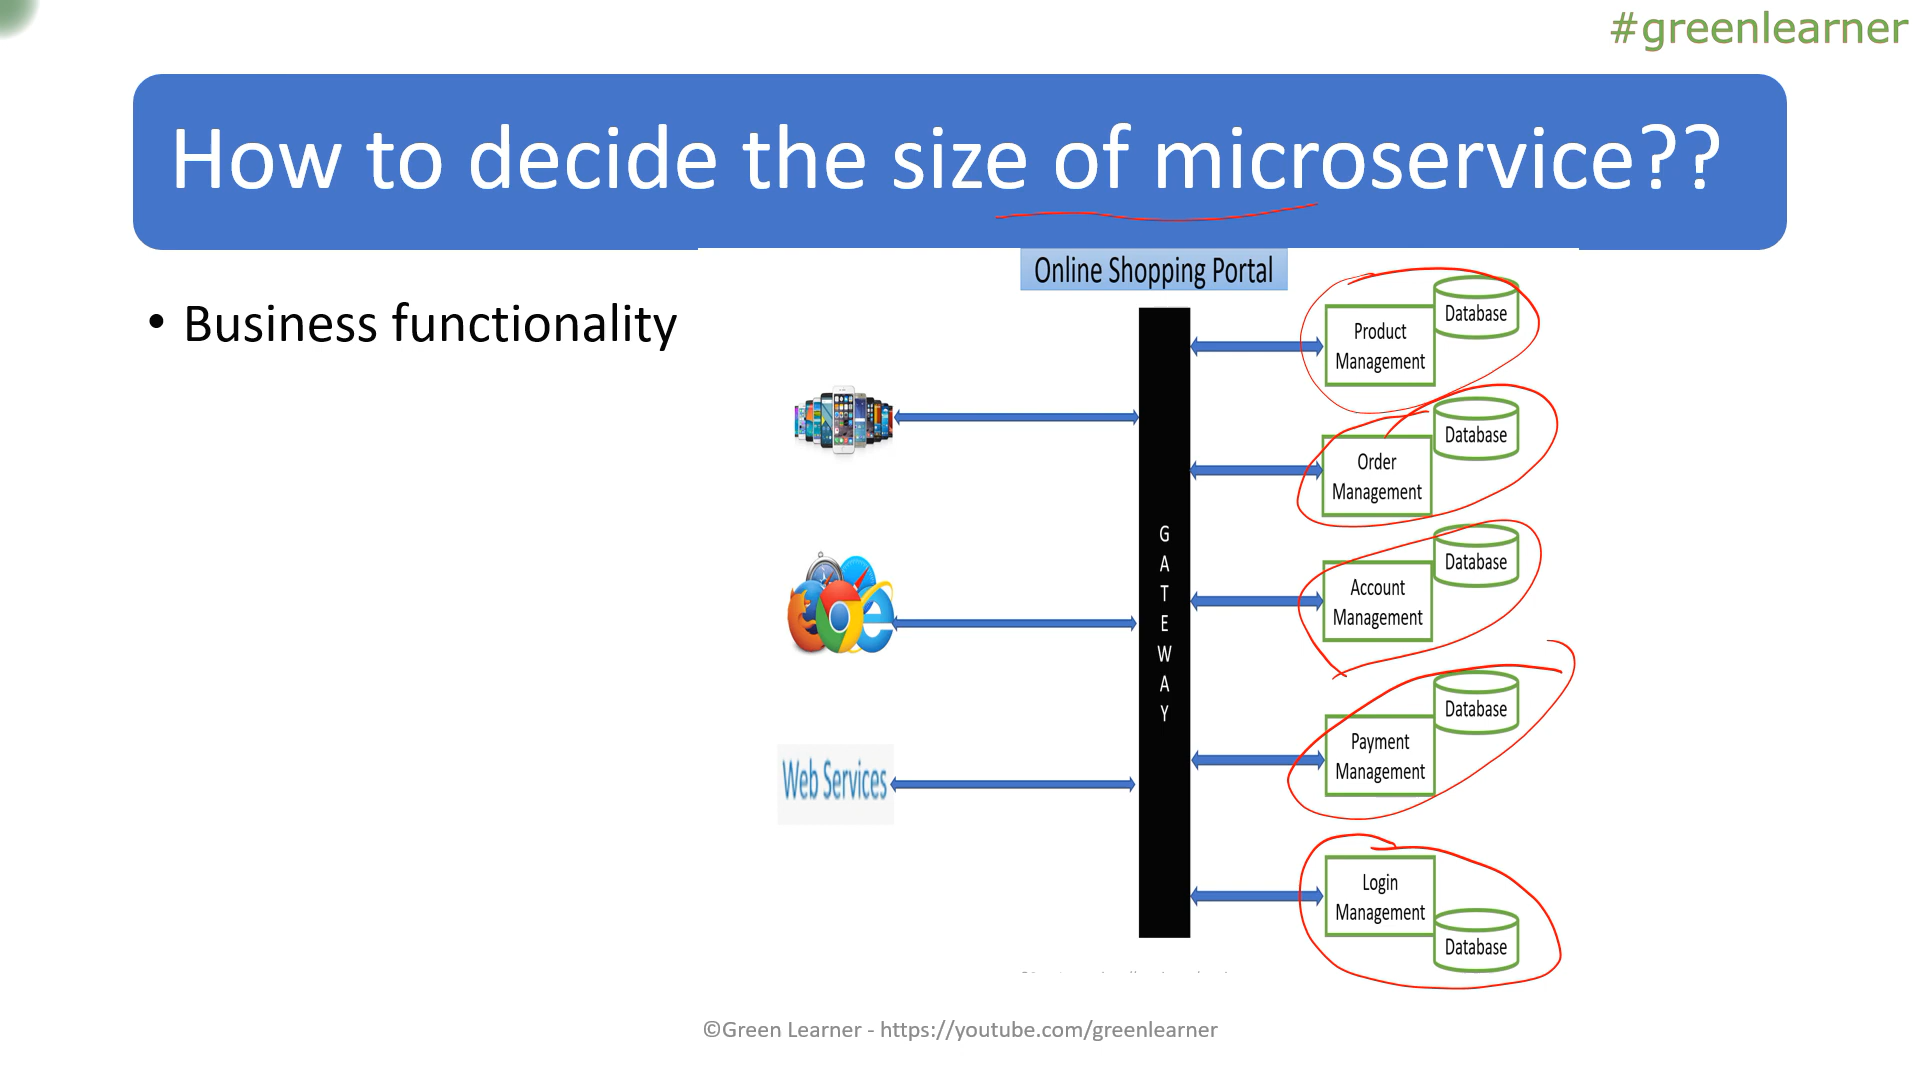 #greenlearner
How to decide the size of microservice??
• Business functionality
Online Shopping Portal
Web Services
G
A
T
E
W
A
Y
Product
Management
Database
Order
Management
Database
Account
Management
Database
Payment
Management
Database
Login
Management
Database
©Green Learner - https://youtube.com/greenlearner